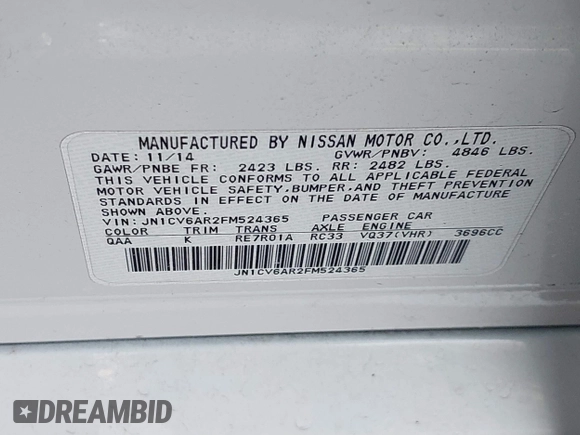 MANUFACTURED BY NISSAN MOTOR CO.,LTD.
DATE: 11/14 GVWR/PNBV: 4846 LBS.
GAWR/PNBE FR: 2423 LBS. RR: 2482 LBS.
THIS VEHICLE CONFORMS TO ALL APPLICABLE FEDERAL
MOTOR VEHICLE SAFETY,BUMPER,AND THEFT PREVENTION
STANDARDS IN EFFECT ON THE DATE OF MANUFACTURE
SHOWN ABOVE.
VIN: JN1CV6AR2FM524365 PASSENGER CAR
COLOR TRIM TRANS AXLE ENGINE
QAA K RE7R01A RC33 VQ37(VHR) 3696CC
JN1CV6AR2FM524365
DREAMBID